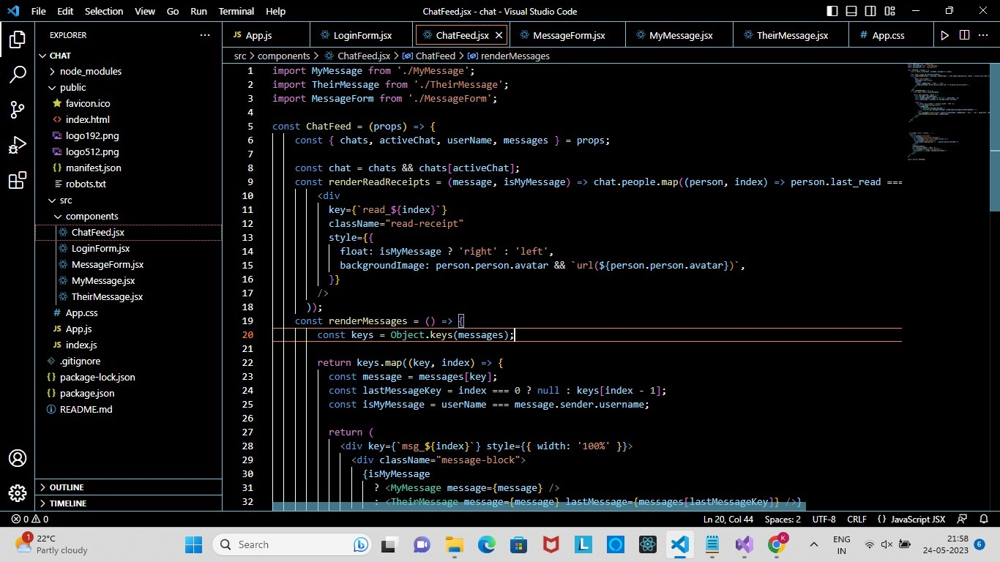 File Edit Selection View Go Run Terminal Help
ChatFeed.jsx - chat - Visual Studio Code
EXPLORER
CHAT
node_modules
public
favicon.ico
index.html
logo192.png
logo512.png
manifest.json
robots.txt
src
components
ChatFeed.jsx
LoginForm.jsx
MessageForm.jsx
MyMessage.jsx
TheirMessage.jsx
# App.css
JS App.js
JS index.js
.gitignore
{} package-lock.json
{} package.json
README.md
OUTLINE
TIMELINE
JS App.js LoginForm.jsx ChatFeed.jsx MessageForm.jsx MyMessage.jsx TheirMessage.jsx # App.css
src > components > ChatFeed.jsx > ChatFeed > renderMessages
1 import MyMessage from './MyMessage';
2 import TheirMessage from './TheirMessage';
3 import MessageForm from './MessageForm';
4
5 const ChatFeed = (props) => {
6 const { chats, activeChat, userName, messages } = props;
7
8 const chat = chats && chats[activeChat];
9 const renderReadReceipts = (message, isMyMessage) => chat.people.map((person, index) => person.last_read ===
10 <div
11 key={`read_${index}`}
12 className="read-receipt"
13 style={{
14 float: isMyMessage ? 'right' : 'left',
15 backgroundImage: person.person.avatar && `url(${person.person.avatar})`,
16 }}
17 />
18 ));
19 const renderMessages = () => {
20 const keys = Object.keys(messages);
21
22 return keys.map((key, index) => {
23 const message = messages[key];
24 const lastMessageKey = index === 0 ? null : keys[index - 1];
25 const isMyMessage = userName === message.sender.username;
26
27 return (
28 <div key={`msg_${index}`} style={{ width: '100%' }}>
29 <div className="message-block">
30 {isMyMessage
31 ? <MyMessage message={message} />
32 : <TheirMessage message={message} lastMessage={messages[lastMessageKey]} />}
0 0
Ln 20, Col 44 Spaces: 2 UTF-8 CRLF {} JavaScript JSX
1
22°C
Partly cloudy
Search
L
K
ENG
IN
21:58
24-05-2023
6